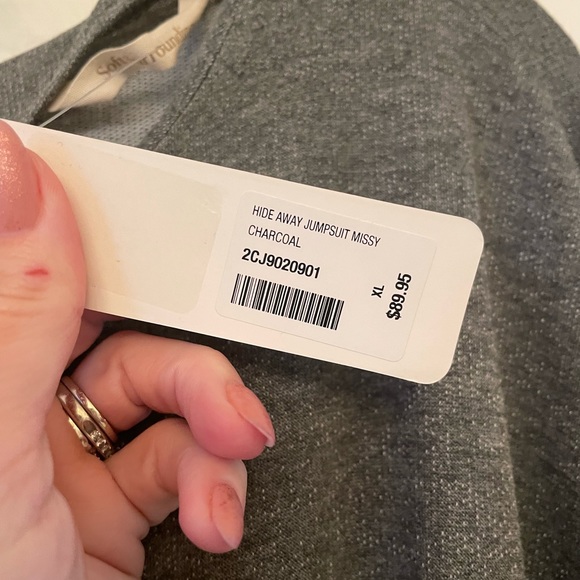 HIDE AWAY JUMPSUIT MISSY
CHARCOAL
2CJ9020901
XL
$89.95